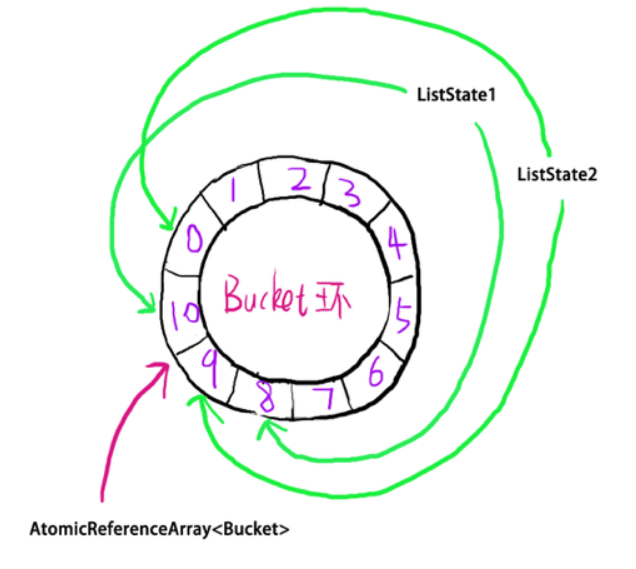 ListState1
ListState2
1
2
3
0
4
Bucket环
10
5
9
6
8
7
AtomicReferenceArray<Bucket>